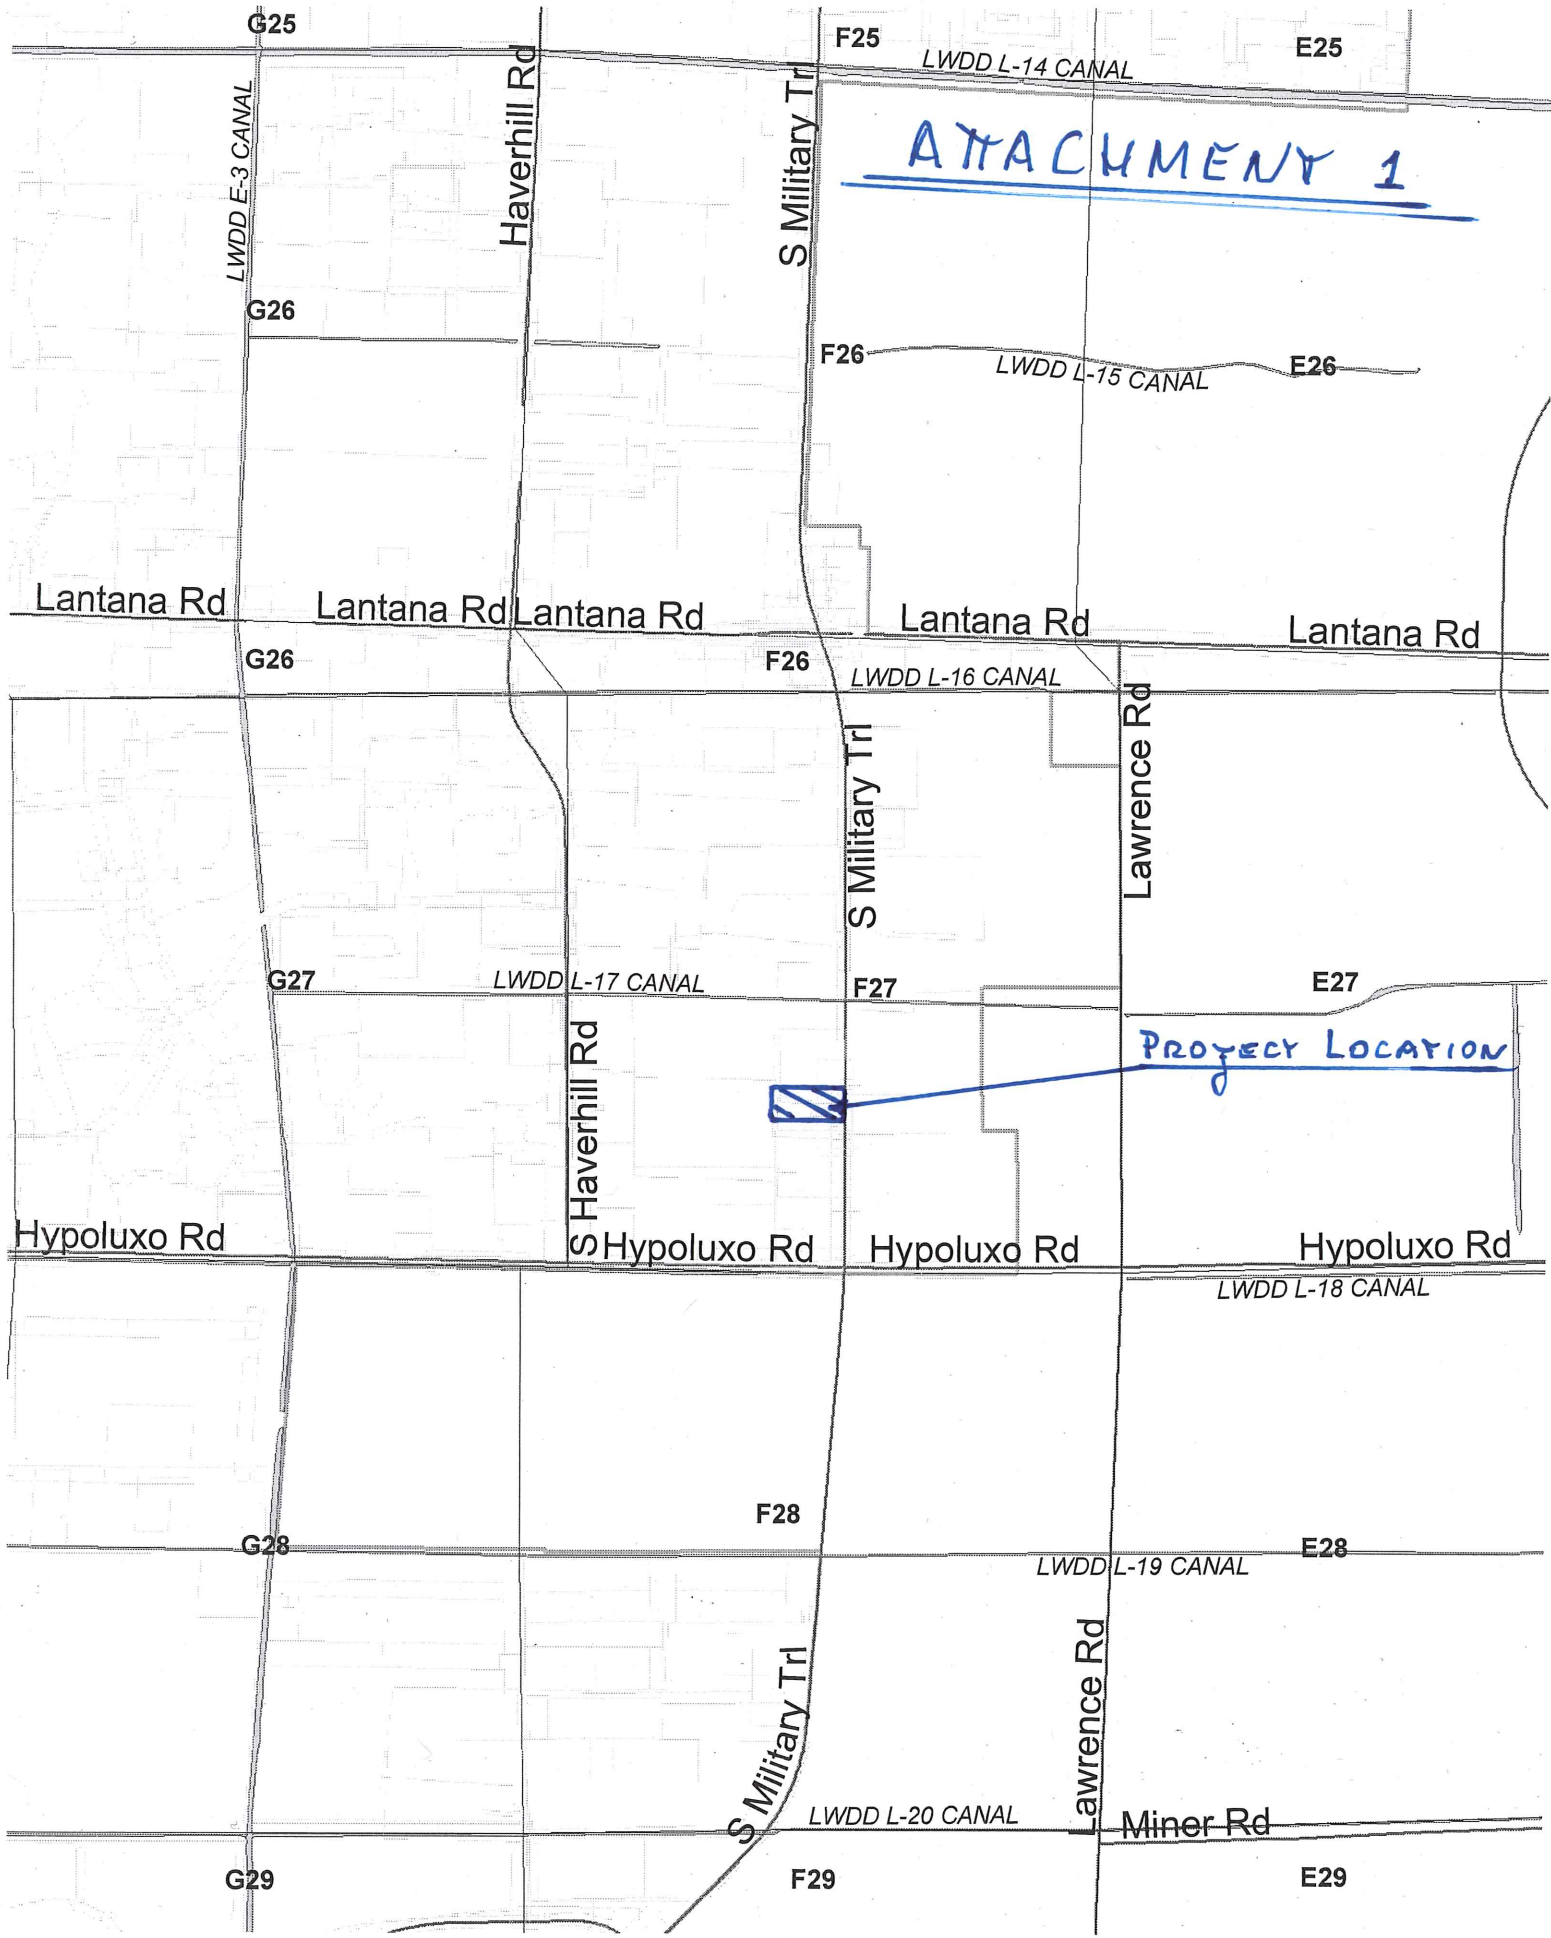 G25
F25
E25
LWDD L-14 CANAL
Haverhill Rd
S Military Trl
LWDD E-3 CANAL
ATTACHMENT 1
G26
F26
LWDD L-15 CANAL
E26
Lantana Rd
Lantana Rd
Lantana Rd
Lantana Rd
Lantana Rd
G26
F26
LWDD L-16 CANAL
Lawrence Rd
S Military Trl
G27
LWDD L-17 CANAL
F27
E27
S Haverhill Rd
PROJECT LOCATION
Hypoluxo Rd
Hypoluxo Rd
Hypoluxo Rd
Hypoluxo Rd
LWDD L-18 CANAL
F28
G28
E28
LWDD L-19 CANAL
S Military Trl
Lawrence Rd
LWDD L-20 CANAL
Miner Rd
G29
F29
E29